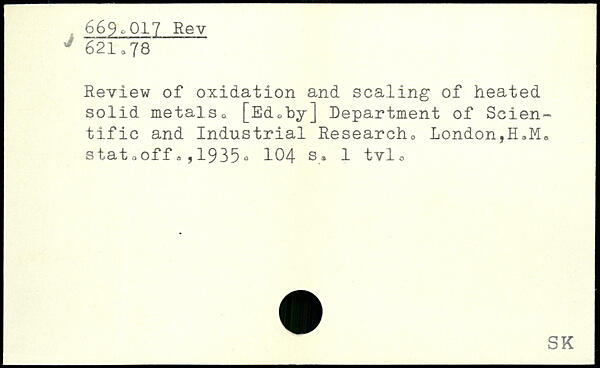 669.017 Rev
621.78
Review of oxidation and scaling of heated
solid metals. [Ed.by] Department of Scien-
tific and Industrial Research. London,H.M.
stat.off.,1935. 104 s. 1 tvl.
SK